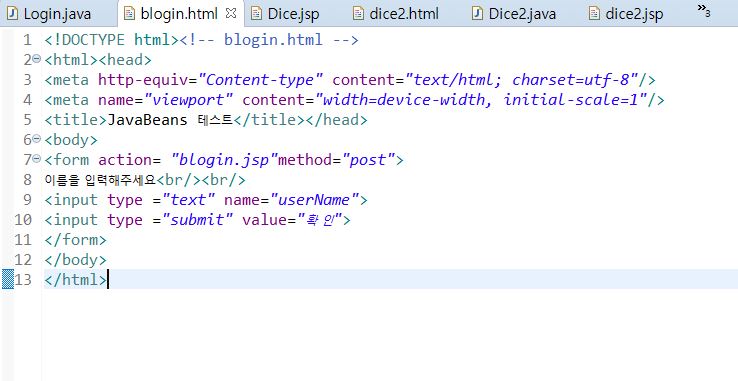 Login.java blogin.html Dice.jsp dice2.html Dice2.java dice2.jsp »3
1 <!DOCTYPE html><!-- blogin.html -->
2 <html><head>
3 <meta http-equiv="Content-type" content="text/html; charset=utf-8"/>
4 <meta name="viewport" content="width=device-width, initial-scale=1"/>
5 <title>JavaBeans 테스트</title></head>
6 <body>
7 <form action= "blogin.jsp"method="post">
8 이름을 입력해주세요<br/><br/>
9 <input type ="text" name="userName">
10 <input type ="submit" value="확 인">
11 </form>
12 </body>
13 </html>